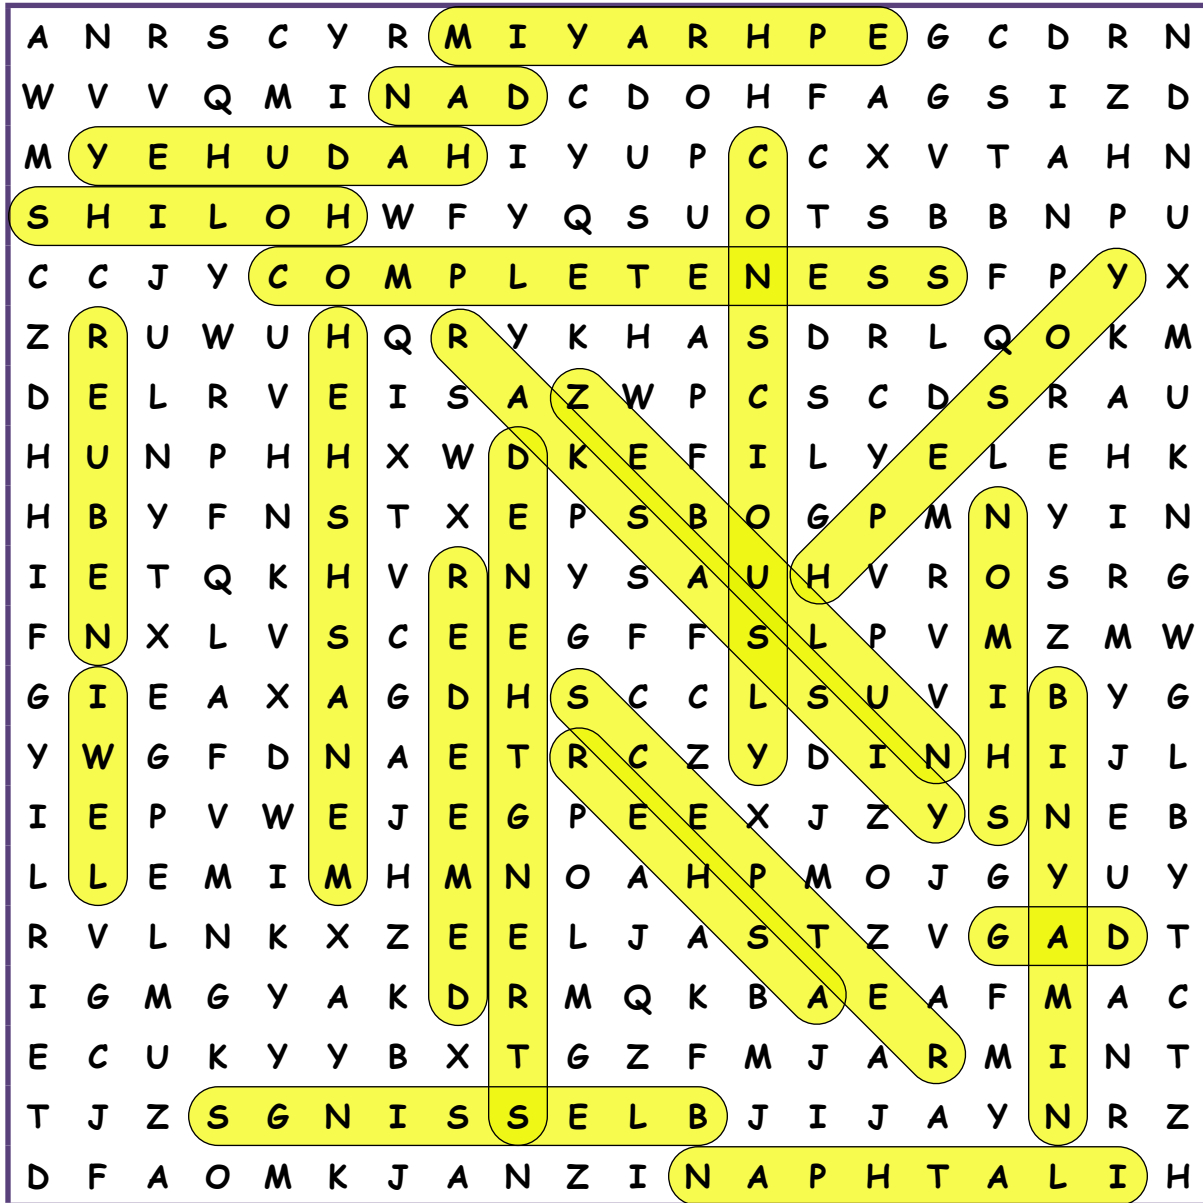 A N R S C Y R M I Y A R H P E G C D R N
W V V Q M I N A D C D O H F A G S I Z D
M Y E H U D A H I Y U P C C X V T A H N
S H I L O H W F Y Q S U O T S B B N P U
C C J Y C O M P L E T E N E S S F P Y X
Z R U W U H Q R Y K H A S D R L Q O K M
D E L R V E I S A Z W P C S C D S R A U
H U N P H H X W D K E F I L Y E L E H K
H B Y F N S T X E P S B O G P M N Y I N
I E T Q K H V R N Y S A U H V R O S R G
F N X L V S C E E G F F S L P V M Z M W
G I E A X A G D H S C C L S U V I B Y G
Y W G F D N A E T R C Z Y D I N H I J L
I E P V W E J E G P E E X J Z Y S N E B
L L E M I M H M N O A H P M O J G Y U Y
R V L N K X Z E E L J A S T Z V G A D T
I G M G Y A K D R M Q K B A E A F M A C
E C U K Y Y B X T G Z F M J A R M I N T
T J Z S G N I S S E L B J I J A Y N R Z
D F A O M K J A N Z I N A P H T A L I H